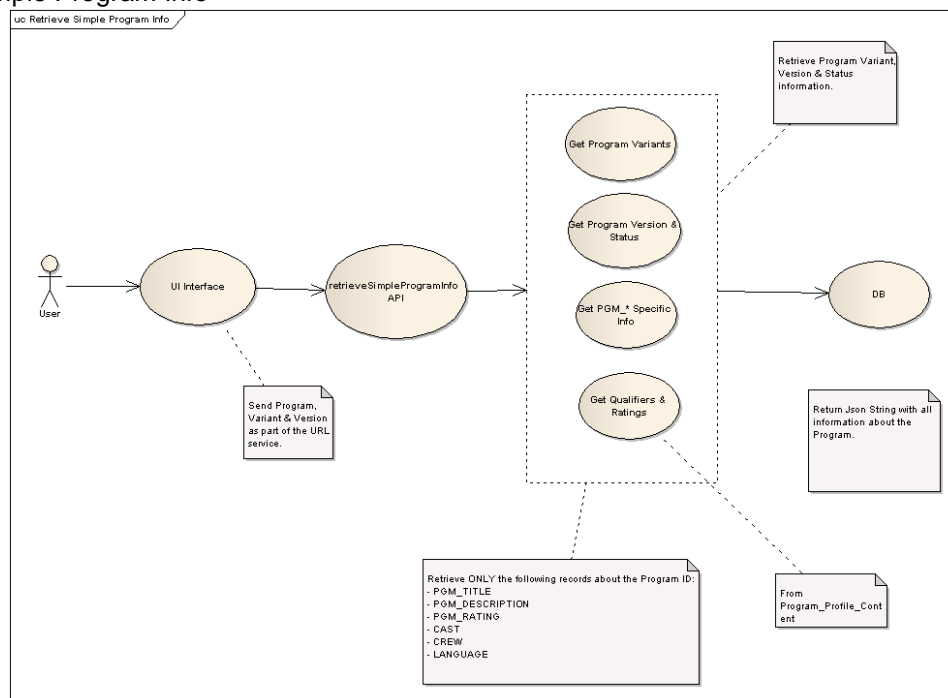 mple Program Info
uc Retrieve Simple Program Info
Retrieve Program Variant,
Version & Status
information.
Get Program Variants
Get Program Version &
Status
User
UI Interface
retrieveSimpleProgramInfo
API
Get PGM_* Specific
Info
DB
Get Qualifiers &
Ratings
Send Program,
Variant & Version
as part of the URL
service.
Return Json String with all
information about the
Program.
Retrieve ONLY the following records about the Program ID:
- PGM_TITLE
- PGM_DESCRIPTION
- PGM_RATING
- CAST
- CREW
- LANGUAGE
From
Program_Profile_Cont
ent